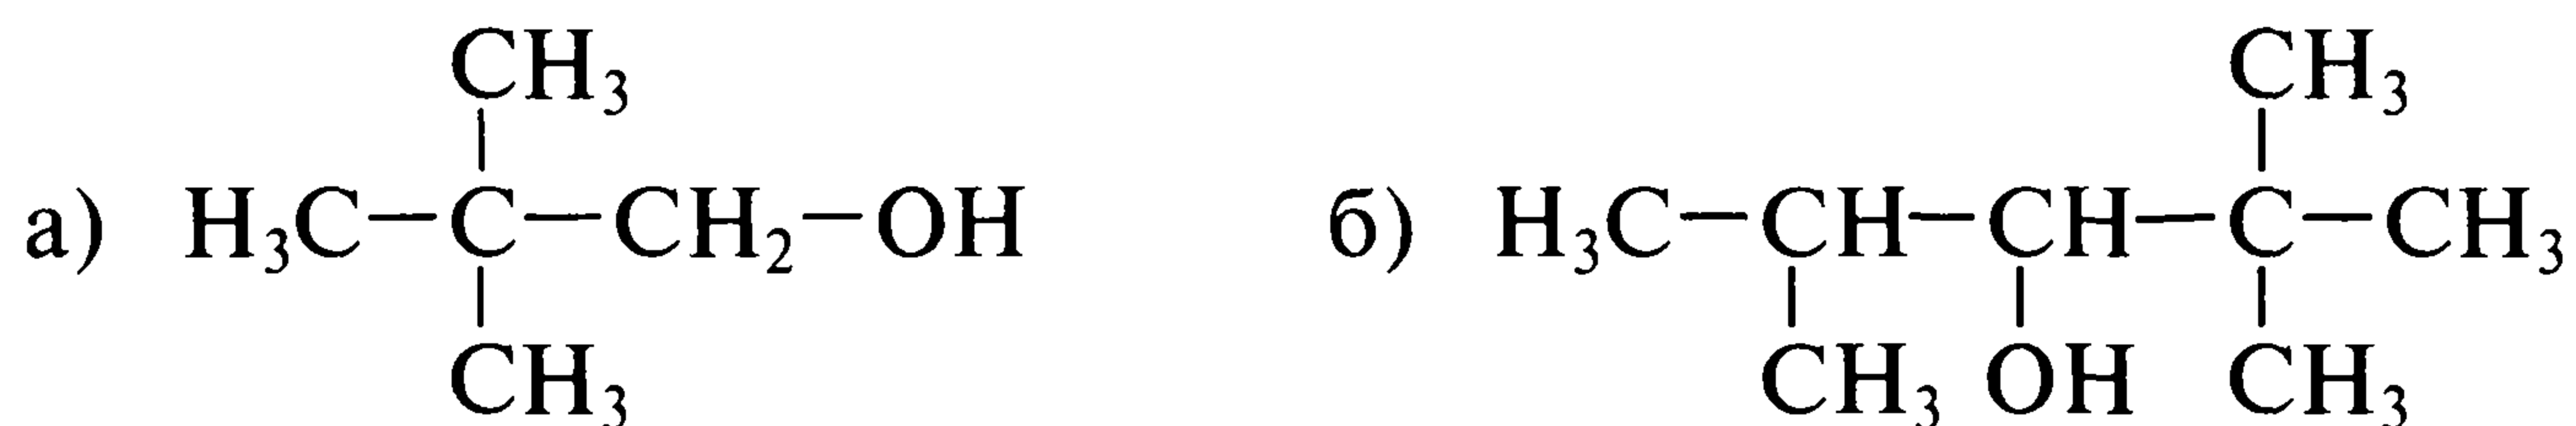 CH₃ CH₃
а) H₃C–C–CH₂–OH б) H₃C–CH–CH–C–CH₃
CH₃ CH₃ OH CH₃